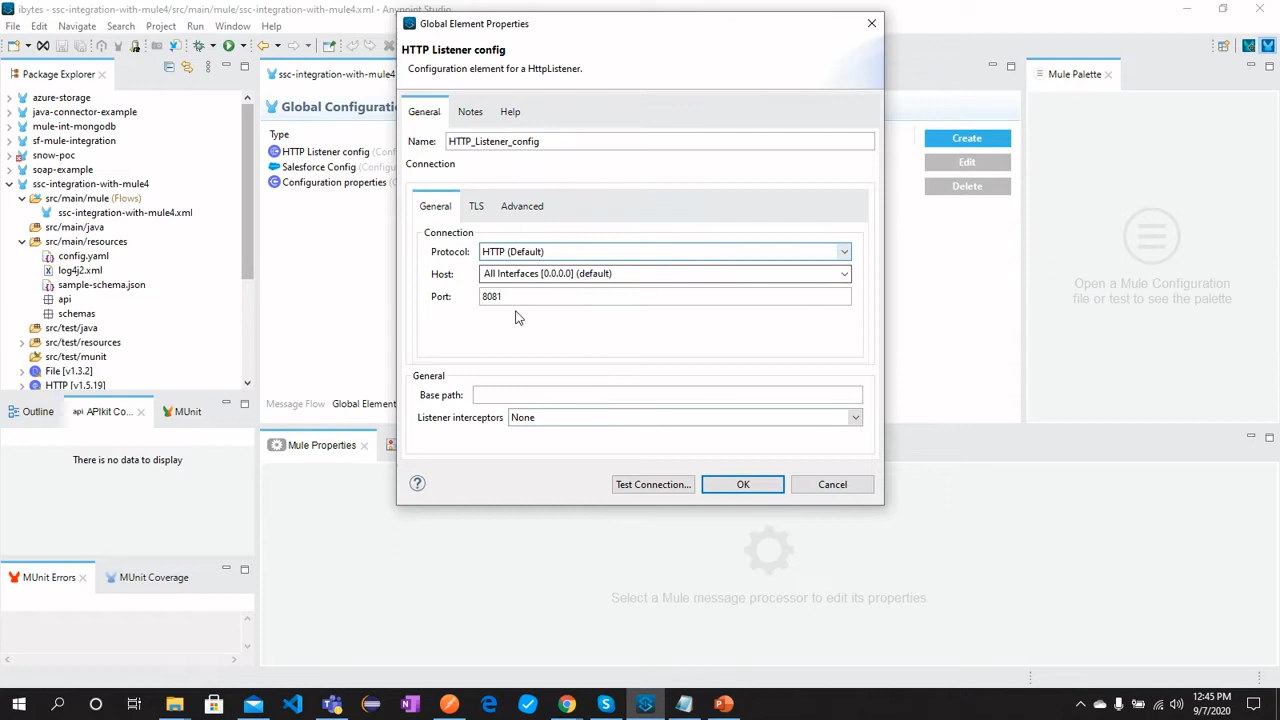 ibytes - ssc-integration-with-mule4/src/main/mule/ssc-integration-with-mule4.xml - Anypoint Studio
File Edit Navigate Search Project Run Window Help
Package Explorer
azure-storage
java-connector-example
mule-int-mongodb
sf-mule-integration
snow-poc
soap-example
ssc-integration-with-mule4
src/main/mule (Flows)
ssc-integration-with-mule4.xml
src/main/java
src/main/resources
config.yaml
log4j2.xml
sample-schema.json
api
schemas
src/test/java
src/test/resources
src/test/munit
File [v1.3.2]
HTTP [v1.5.19]
Outline
api APIkit Co...
MUnit
There is no data to display
MUnit Errors
MUnit Coverage
ssc-integration-with-mule4
Global Configurati
Type
HTTP Listener config (Con
Salesforce Config (Configu
Configuration properties (
Create
Edit
Delete
Message Flow Global Element
Mule Properties
Select a Mule message processor to edit its properties
Mule Palette
Open a Mule Configuration
file or test to see the palette
Global Element Properties
HTTP Listener config
Configuration element for a HttpListener.
General Notes Help
Name: HTTP_Listener_config
Connection
General TLS Advanced
Connection
Protocol: HTTP (Default)
Host: All Interfaces [0.0.0.0] (default)
Port: 8081
General
Base path:
Listener interceptors None
Test Connection... OK Cancel
12:45 PM
9/7/2020